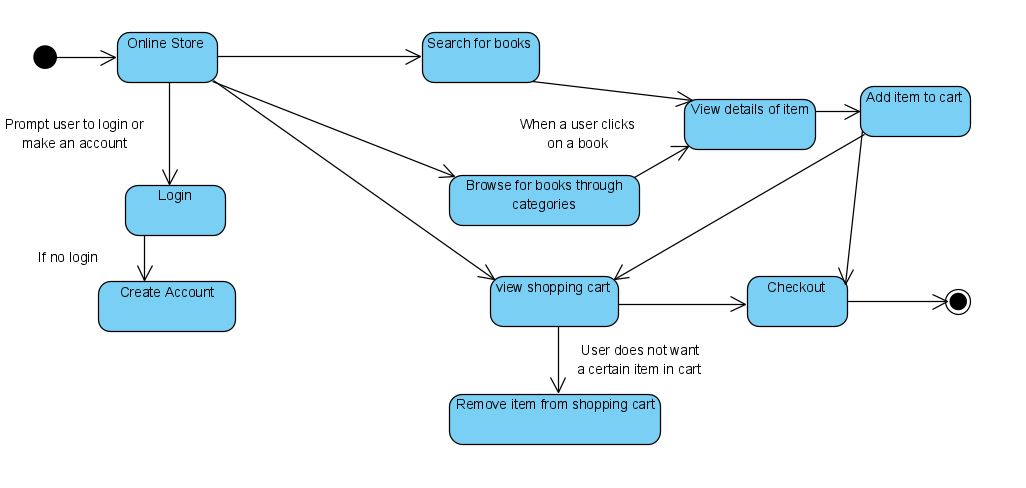 Online Store
Search for books
Add item to cart
View details of item
Prompt user to login or
make an account
When a user clicks
on a book
Login
Browse for books through
categories
If no login
Create Account
view shopping cart
Checkout
User does not want
a certain item in cart
Remove item from shopping cart